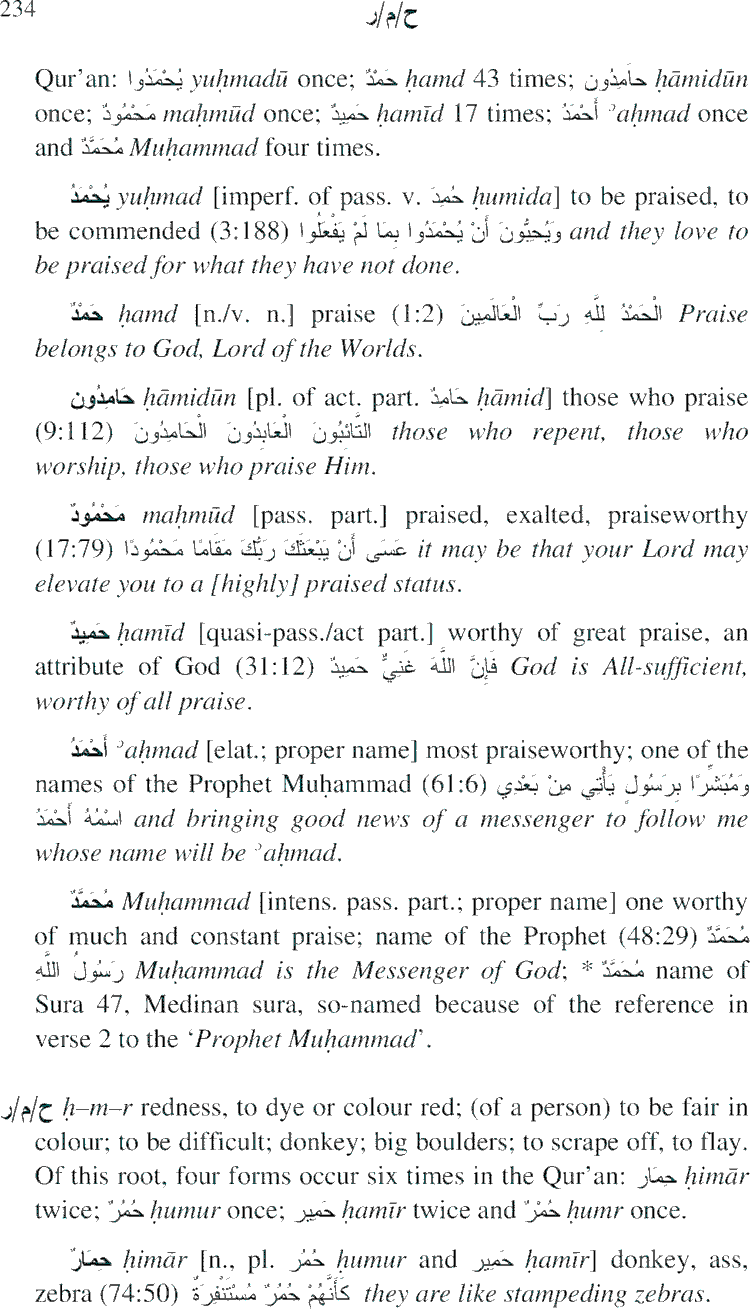 234 ح/م/ر
Qur'an: يُحْمَدُوا yuḥmadū once; حَمْدٌ ḥamd 43 times; حَامِدُون ḥāmidūn
once; مَحْمُودٌ maḥmūd once; حَمِيدٌ ḥamīd 17 times; أَحْمَدُ ʾaḥmad once
and مُحَمَّدٌ Muḥammad four times.
يُحْمَدُ yuḥmad [imperf. of pass. v. حُمِدَ ḥumida] to be praised, to
be commended (3:188) وَيُحِبُّونَ أَنْ يُحْمَدُوا بِمَا لَمْ يَفْعَلُوا and they love to
be praised for what they have not done.
حَمْدٌ ḥamd [n./v. n.] praise (1:2) الْحَمْدُ لِلَّهِ رَبِّ الْعَالَمِينَ Praise
belongs to God, Lord of the Worlds.
حَامِدُون ḥāmidūn [pl. of act. part. حَامِدٌ ḥāmid] those who praise
(9:112) التَّائِبُونَ الْعَابِدُونَ الْحَامِدُونَ those who repent, those who
worship, those who praise Him.
مَحْمُودٌ maḥmūd [pass. part.] praised, exalted, praiseworthy
(17:79) عَسَى أَنْ يَبْعَثَكَ رَبُّكَ مَقَامًا مَحْمُودًا it may be that your Lord may
elevate you to a [highly] praised status.
حَمِيدٌ ḥamīd [quasi-pass./act part.] worthy of great praise, an
attribute of God (31:12) فَإِنَّ اللَّهَ غَنِيٌّ حَمِيدٌ God is All-sufficient,
worthy of all praise.
أَحْمَدُ ʾaḥmad [elat.; proper name] most praiseworthy; one of the
names of the Prophet Muḥammad (61:6) وَمُبَشِّرًا بِرَسُولٍ يَأْتِي مِنْ بَعْدِي
اسْمُهُ أَحْمَدُ and bringing good news of a messenger to follow me
whose name will be ʾaḥmad.
مُحَمَّدٌ Muḥammad [intens. pass. part.; proper name] one worthy
of much and constant praise; name of the Prophet (48:29) مُحَمَّدٌ
رَسُولُ اللَّهِ Muḥammad is the Messenger of God; * مُحَمَّدٌ name of
Sura 47, Medinan sura, so-named because of the reference in
verse 2 to the ‘Prophet Muḥammad’.
ح/م/ر ḥ–m–r redness, to dye or colour red; (of a person) to be fair in
colour; to be difficult; donkey; big boulders; to scrape off, to flay.
Of this root, four forms occur six times in the Qur'an: حِمَار ḥimār
twice; حُمُرٌ ḥumur once; حَمِير ḥamīr twice and حُمْرٌ ḥumr once.
حِمَارٌ ḥimār [n., pl. حُمُر ḥumur and حَمِير ḥamīr] donkey, ass,
zebra (74:50) كَأَنَّهُمْ حُمُرٌ مُسْتَنْفِرَةٌ they are like stampeding zebras.